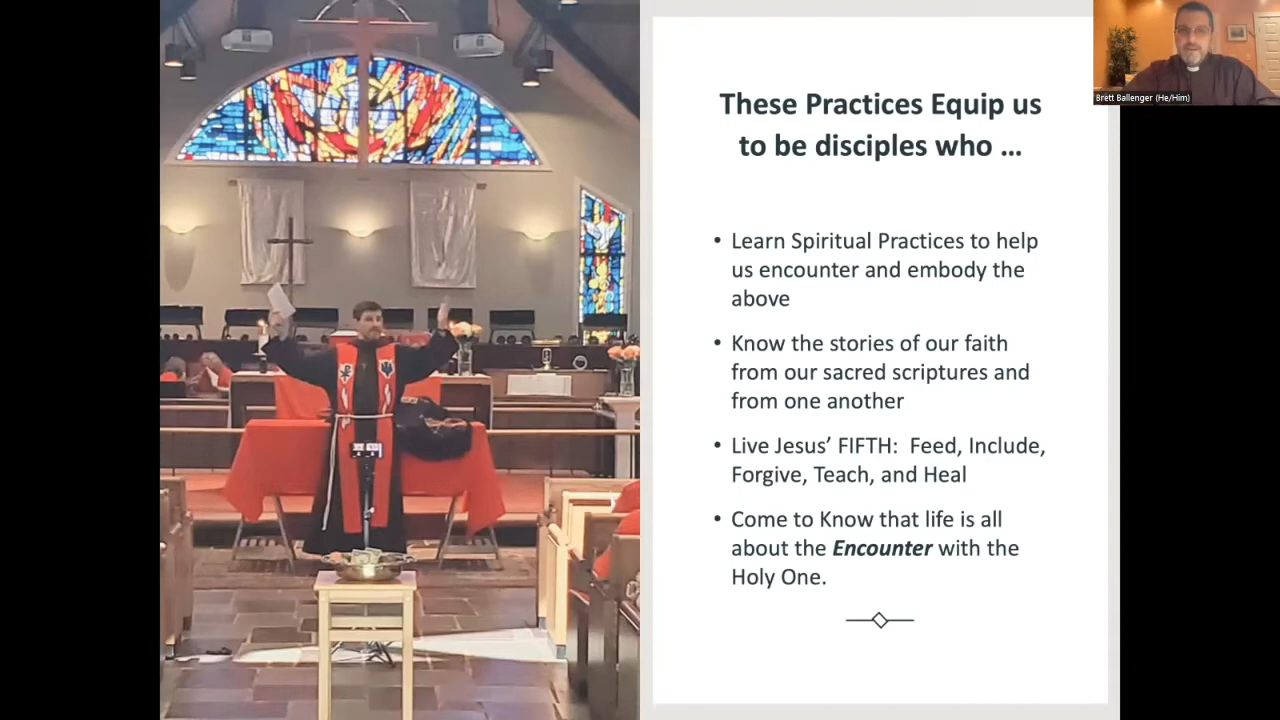 These Practices Equip us
to be disciples who ...
• Learn Spiritual Practices to help
us encounter and embody the
above
• Know the stories of our faith
from our sacred scriptures and
from one another
• Live Jesus’ FIFTH:  Feed, Include,
Forgive, Teach, and Heal
• Come to Know that life is all
about the Encounter with the
Holy One.
Brett Ballenger (He/Him)